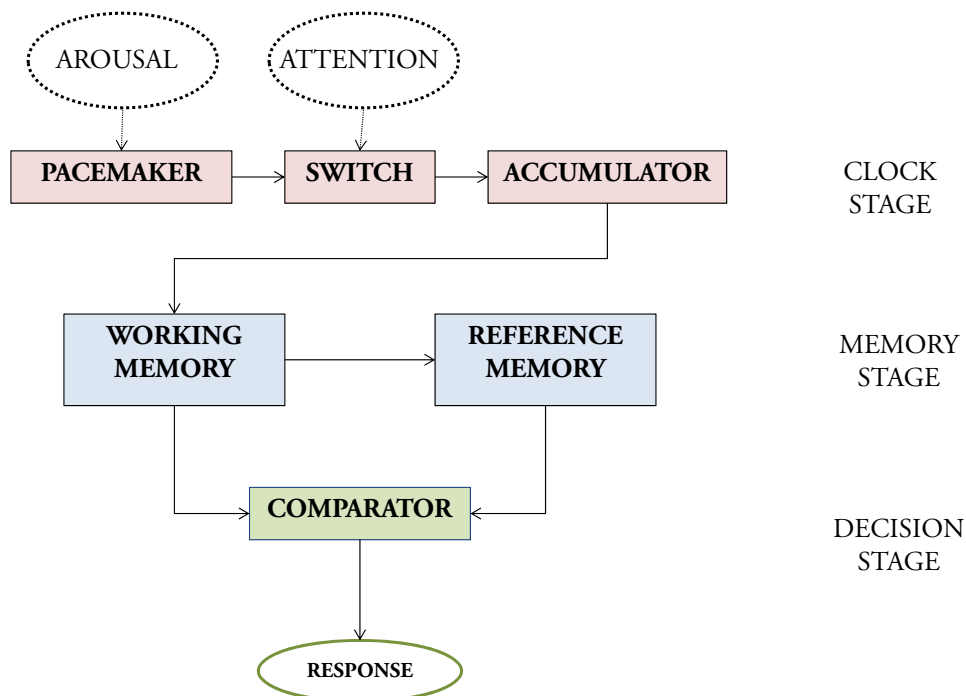 AROUSAL
ATTENTION
PACEMAKER
SWITCH
ACCUMULATOR
CLOCK
STAGE
WORKING
MEMORY
REFERENCE
MEMORY
MEMORY
STAGE
COMPARATOR
DECISION
STAGE
RESPONSE